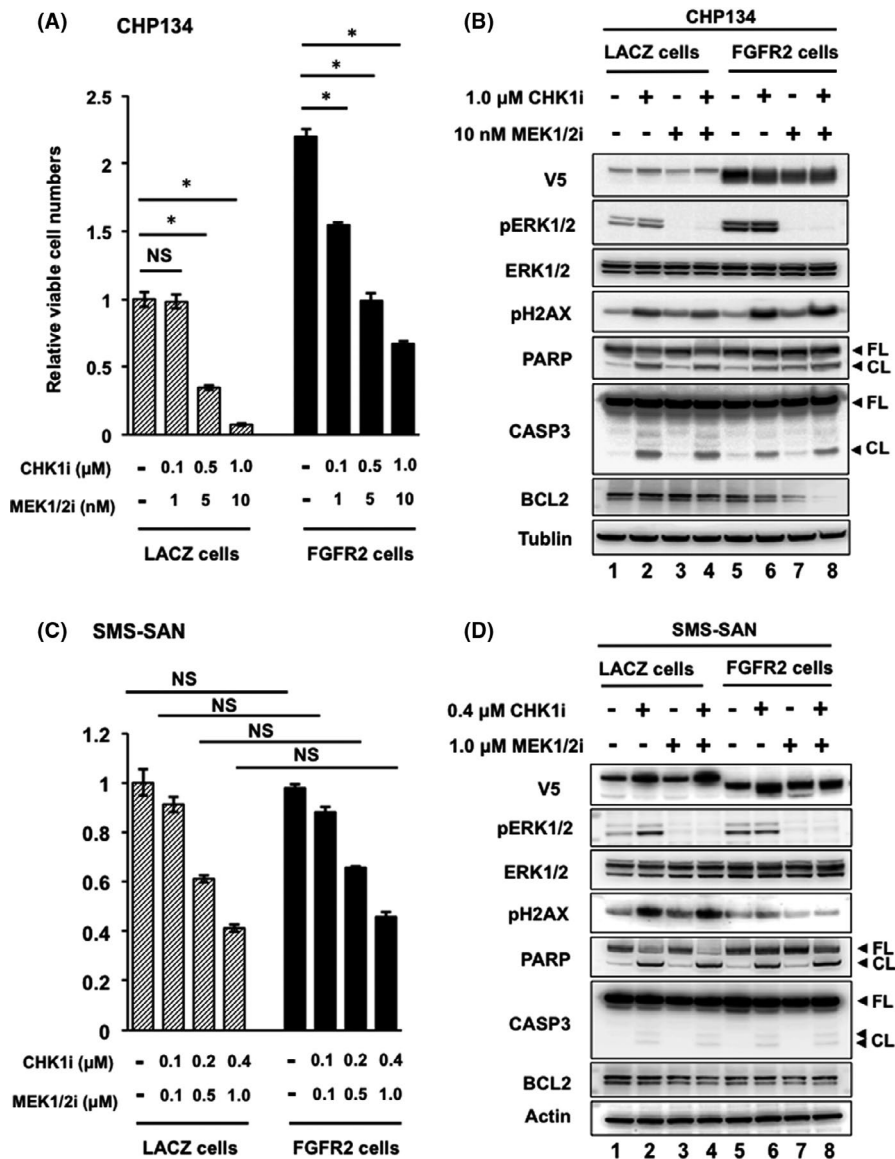 (A) CHP134
*
*
*
*
*
NS
2.5
2
1.5
1
0.5
0
Relative viable cell numbers
CHK1i (µM) - 0.1 0.5 1.0 - 0.1 0.5 1.0
MEK1/2i (nM) - 1 5 10 - 1 5 10
LACZ cells FGFR2 cells
(B) CHP134
LACZ cells FGFR2 cells
1.0 µM CHK1i - + - + - + - +
10 nM MEK1/2i - - + + - - + +
V5
pERK1/2
ERK1/2
pH2AX
PARP FL
CL
CASP3 FL
CL
BCL2
Tublin
1 2 3 4 5 6 7 8
(C) SMS-SAN
NS
NS
NS
NS
1.2
1
0.8
0.6
0.4
0.2
0
CHK1i (µM) - 0.1 0.2 0.4 - 0.1 0.2 0.4
MEK1/2i (µM) - 0.1 0.5 1.0 - 0.1 0.5 1.0
LACZ cells FGFR2 cells
(D) SMS-SAN
LACZ cells FGFR2 cells
0.4 µM CHK1i - + - + - + - +
1.0 µM MEK1/2i - - + + - - + +
V5
pERK1/2
ERK1/2
pH2AX
PARP FL
CL
CASP3 FL
CL
BCL2
Actin
1 2 3 4 5 6 7 8